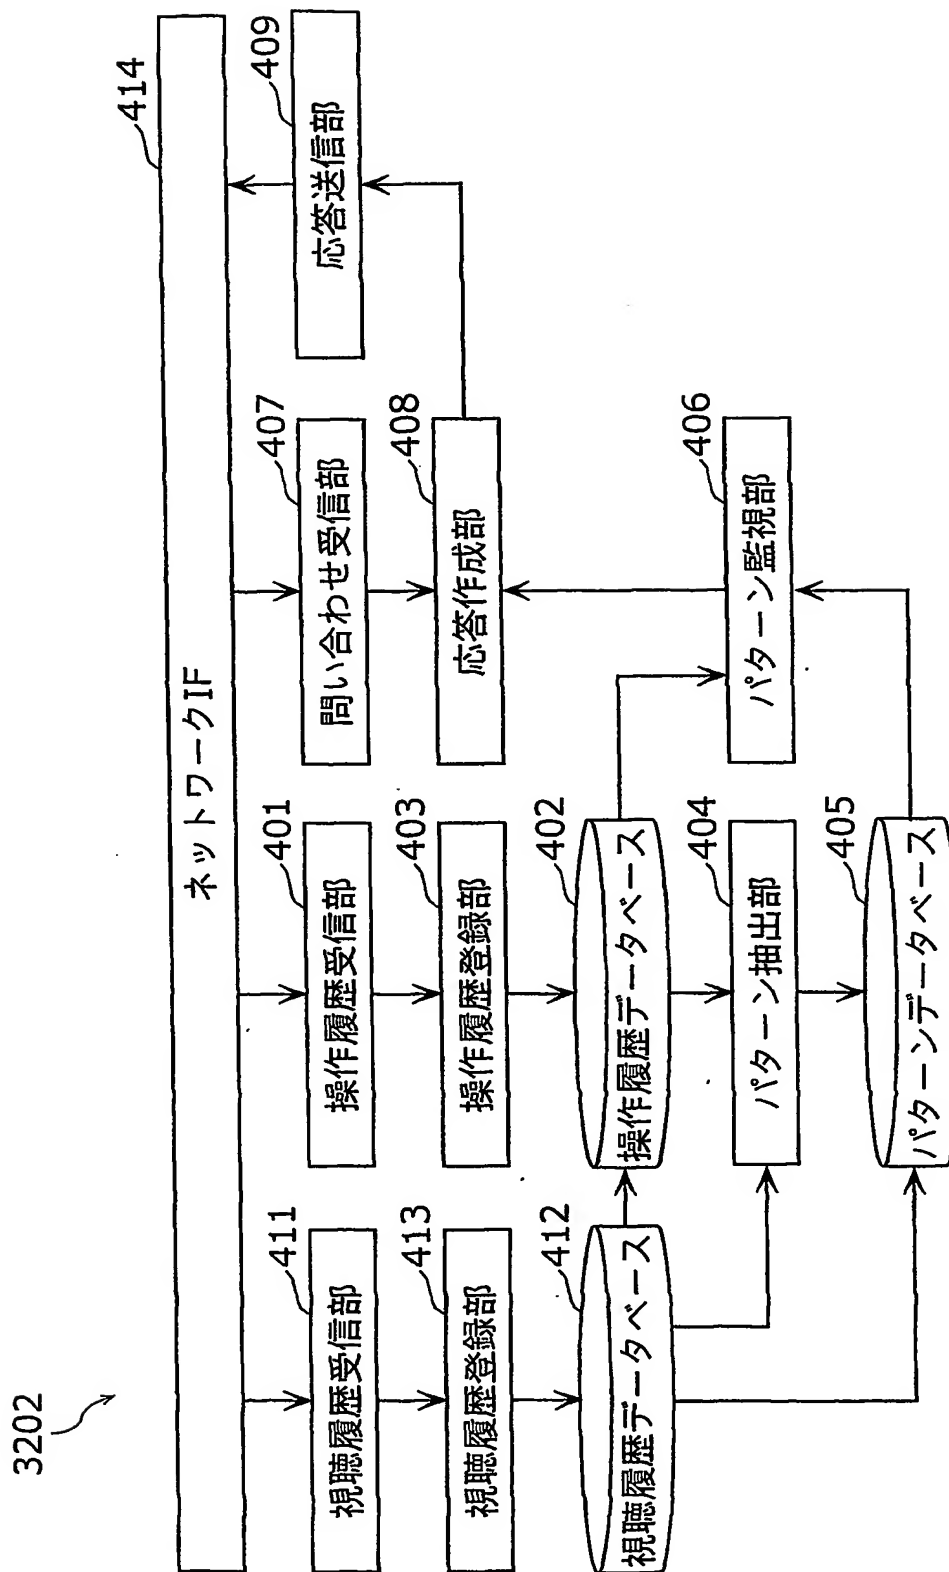 3202
ネットワークIF
414
視聴履歴受信部
411
操作履歴受信部
401
問い合わせ受信部
407
応答送信部
409
視聴履歴登録部
413
操作履歴登録部
403
応答作成部
408
視聴履歴データベース
412
操作履歴データベース
402
パターン抽出部
404
パターン監視部
406
パターンデータベース
405